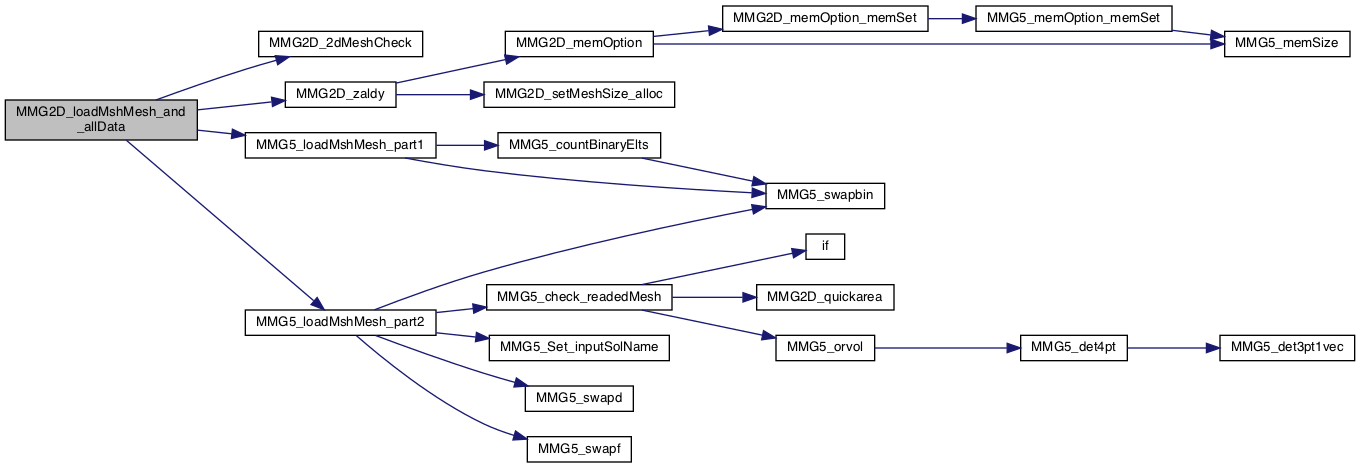 MMG2D_memOption_memSet
MMG5_memOption_memSet
MMG2D_2dMeshCheck
MMG2D_memOption
MMG5_memSize
MMG2D_zaldy
MMG2D_setMeshSize_alloc
MMG2D_loadMshMesh_and
_allData
MMG5_loadMshMesh_part1
MMG5_countBinaryElts
MMG5_swapbin
if
MMG5_check_readedMesh
MMG2D_quickarea
MMG5_loadMshMesh_part2
MMG5_Set_inputSolName
MMG5_orvol
MMG5_det4pt
MMG5_det3pt1vec
MMG5_swapd
MMG5_swapf